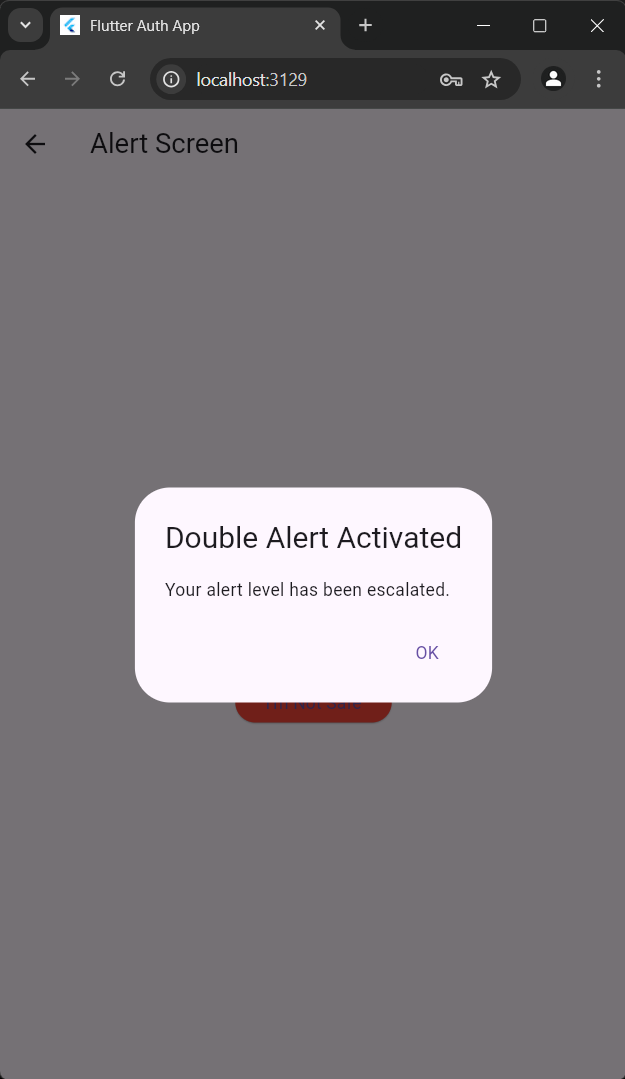 Flutter Auth App
localhost:3129
Alert Screen
Double Alert Activated
Your alert level has been escalated.
OK
I'm Not Safe